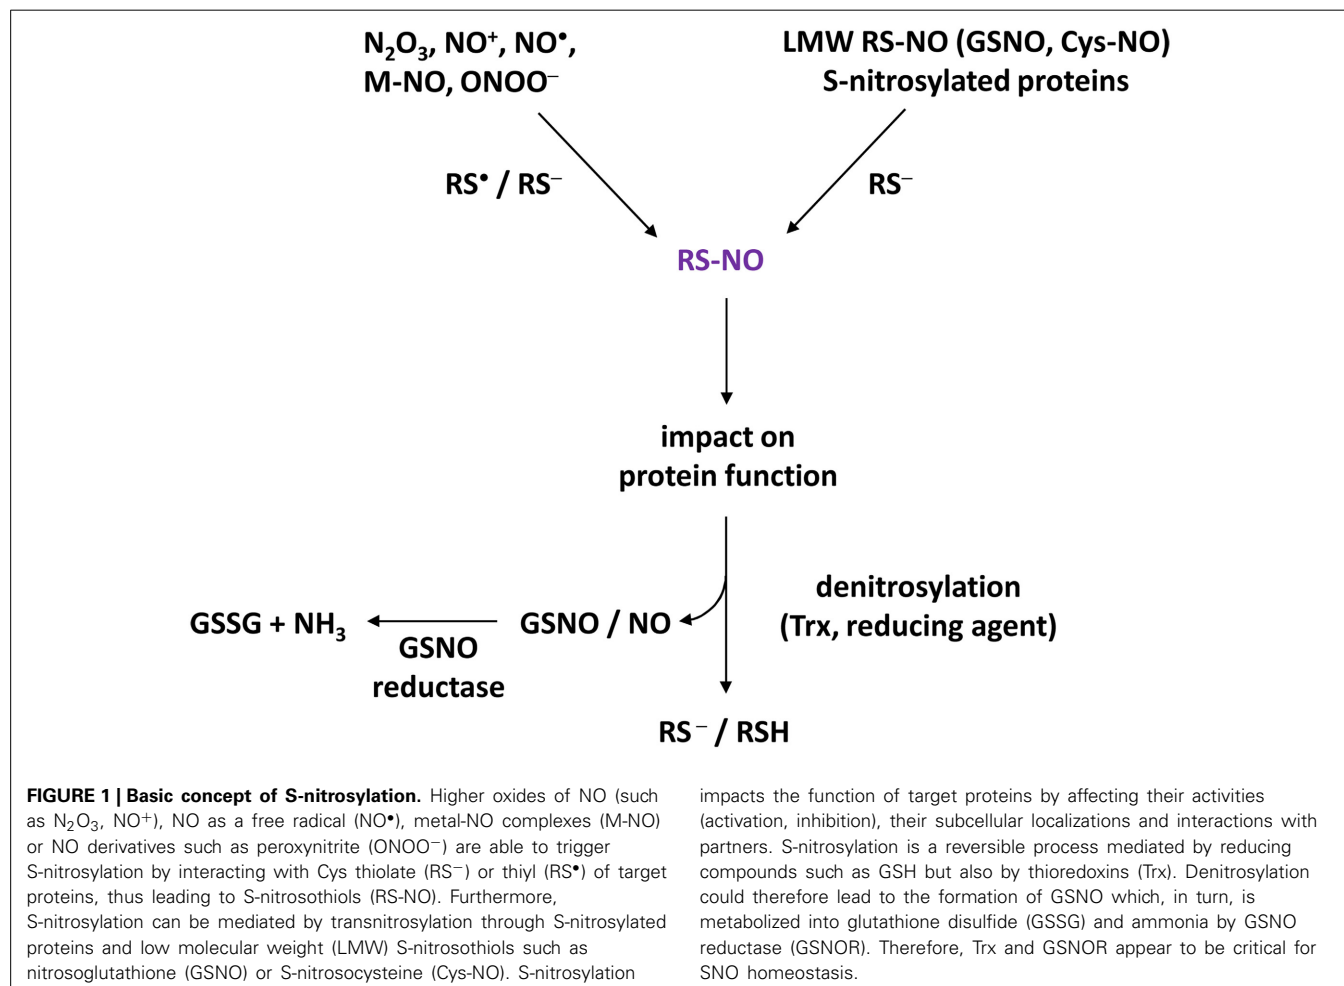 N₂O₃, NO⁺, NO•,
M-NO, ONOO⁻
LMW RS-NO (GSNO, Cys-NO)
S-nitrosylated proteins
RS• / RS⁻
RS⁻
RS-NO
impact on
protein function
denitrosylation
(Trx, reducing agent)
GSNO / NO
GSSG + NH₃
GSNO
reductase
RS⁻ / RSH
FIGURE 1 | Basic concept of S-nitrosylation. Higher oxides of NO (such
as N₂O₃, NO⁺), NO as a free radical (NO•), metal-NO complexes (M-NO)
or NO derivatives such as peroxynitrite (ONOO⁻) are able to trigger
S-nitrosylation by interacting with Cys thiolate (RS⁻) or thiyl (RS•) of target
proteins, thus leading to S-nitrosothiols (RS-NO). Furthermore,
S-nitrosylation can be mediated by transnitrosylation through S-nitrosylated
proteins and low molecular weight (LMW) S-nitrosothiols such as
nitrosoglutathione (GSNO) or S-nitrosocysteine (Cys-NO). S-nitrosylation
impacts the function of target proteins by affecting their activities
(activation, inhibition), their subcellular localizations and interactions with
partners. S-nitrosylation is a reversible process mediated by reducing
compounds such as GSH but also by thioredoxins (Trx). Denitrosylation
could therefore lead to the formation of GSNO which, in turn, is
metabolized into glutathione disulfide (GSSG) and ammonia by GSNO
reductase (GSNOR). Therefore, Trx and GSNOR appear to be critical for
SNO homeostasis.